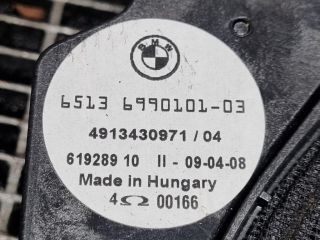 BMW
6513 6990101-03
4913430971 / 04
619289 10 II - 09-04-08
Made in Hungary
4Ω 00166